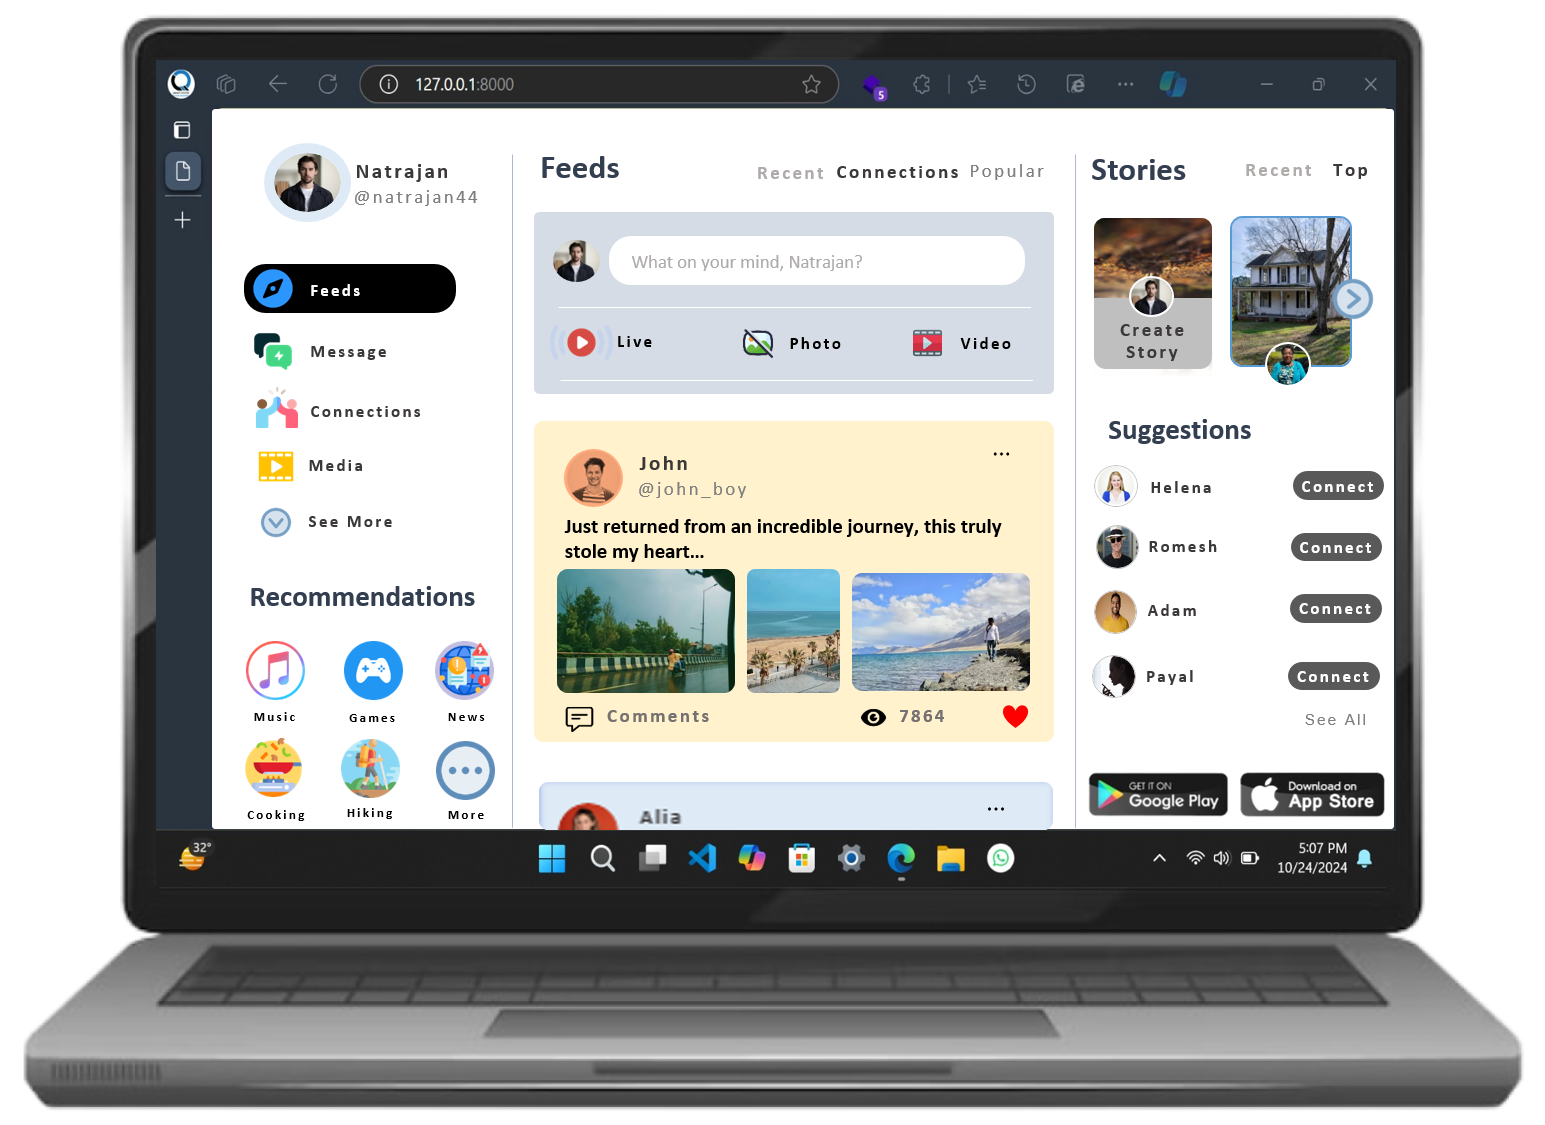 127.0.0.1:8000
5
Natrajan
@natrajan44
Feeds
Message
Connections
Media
See More
Recommendations
Music
Games
News
Cooking
Hiking
More
Feeds
Recent Connections Popular
What on your mind, Natrajan?
Live
Photo
Video
John
@john_boy
...
Just returned from an incredible journey, this truly
stole my heart...
Comments
7864
Alia
...
Stories
Recent Top
Create
Story
Suggestions
Helena Connect
Romesh Connect
Adam Connect
Payal Connect
See All
GET IT ON
Google Play
Download on
App Store
32°
5:07 PM
10/24/2024